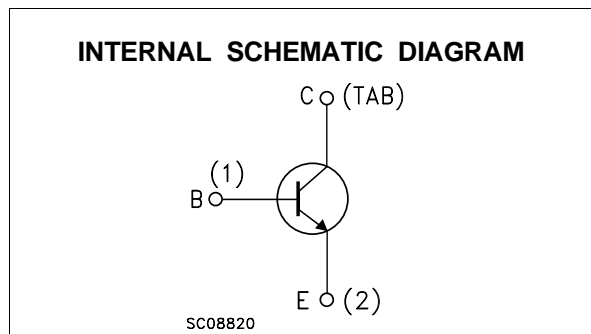 INTERNAL SCHEMATIC DIAGRAM
C (TAB)
(1)
B
E (2)
SC08820